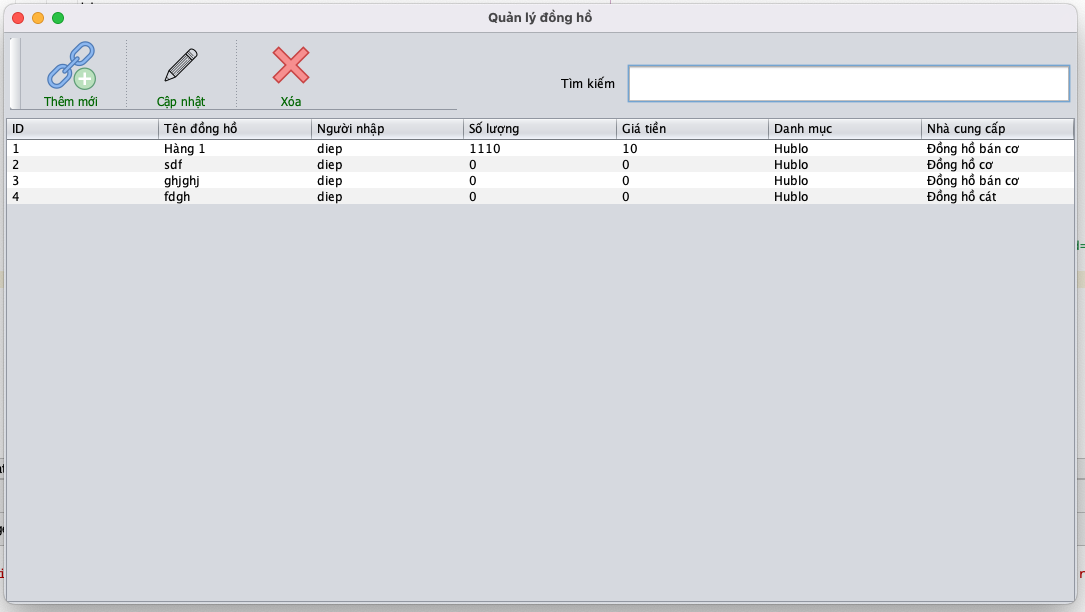 Quản lý đồng hồ
Thêm mới Cập nhật Xóa Tìm kiếm
ID Tên đồng hồ Người nhập Số lượng Giá tiền Danh mục Nhà cung cấp
1 Hàng 1 diep 1110 10 Hublo Đồng hồ bán cơ
2 sdf diep 0 0 Hublo Đồng hồ cơ
3 ghjghj diep 0 0 Hublo Đồng hồ bán cơ
4 fdgh diep 0 0 Hublo Đồng hồ cát